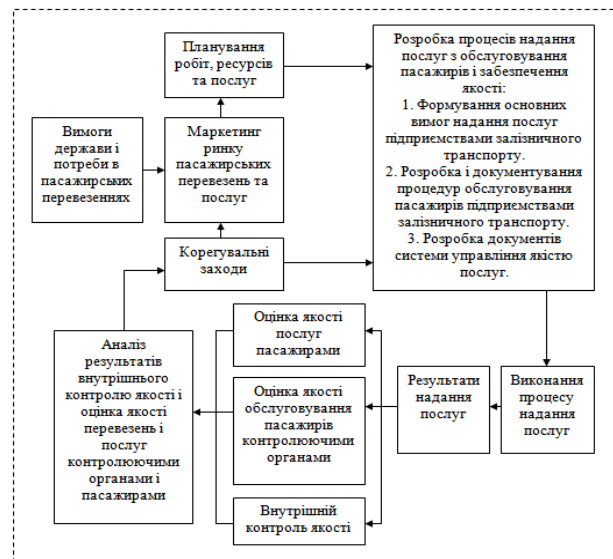 Планування
робіт, ресурсів
та послуг
Розробка процесів надання
послуг з обслуговування
пасажирів і забезпечення
якості:
1. Формування основних
вимог надання послуг
підприємствами залізничного
транспорту.
2. Розробка і документування
процедур обслуговування
пасажирів підприємствами
залізничного транспорту.
3. Розробка документів
системи управління якістю
послуг.
Вимоги
держави і
потреби в
пасажирських
перевезеннях
Маркетинг
ринку
пасажирських
перевезень та
послуг
Корегувальні
заходи
Аналіз
результатів
внутрішнього
контролю якості і
оцінка якості
перевезень і
послуг
контролюючими
органами і
пасажирами
Оцінка якості
послуг
пасажирами
Оцінка якості
обслуговування
пасажирів
контролюючими
органами
Внутрішній
контроль якості
Результати
надання
послуг
Виконання
процесу
надання
послуг